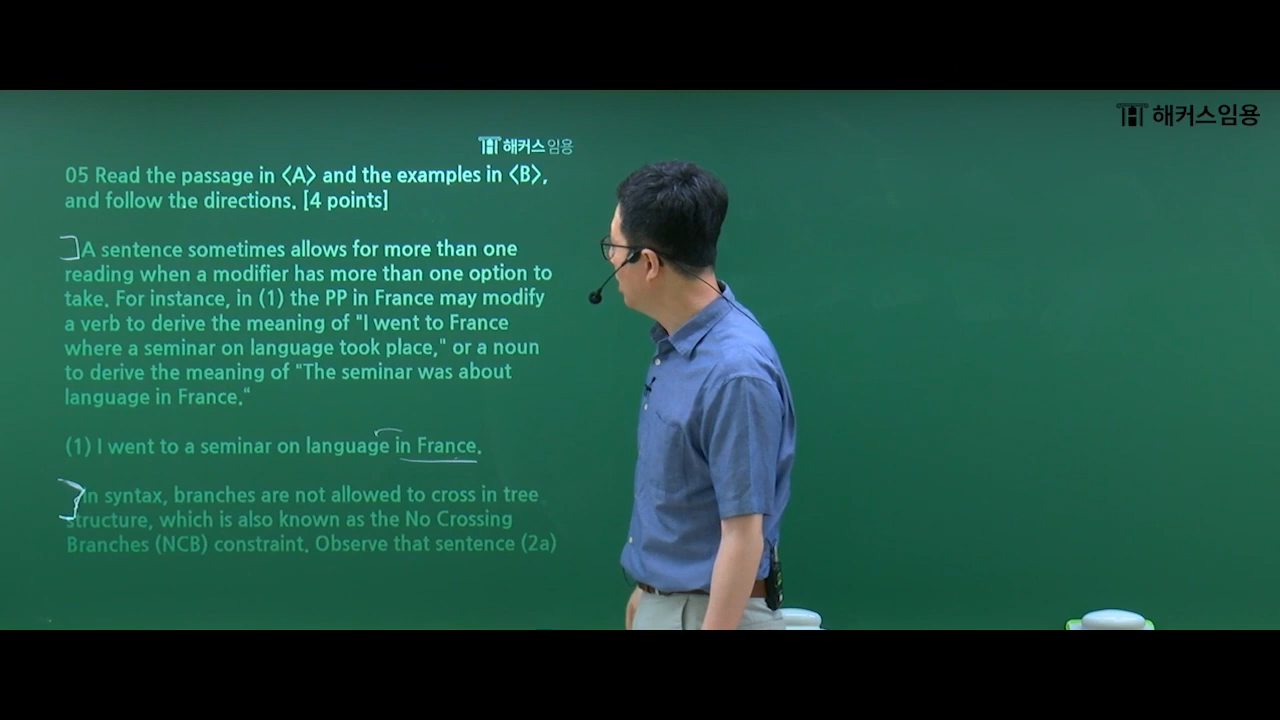 해커스임용
해커스임용
05 Read the passage in <A> and the examples in <B>,
and follow the directions. [4 points]
A sentence sometimes allows for more than one
reading when a modifier has more than one option to
take. For instance, in (1) the PP in France may modify
a verb to derive the meaning of "I went to France
where a seminar on language took place," or a noun
to derive the meaning of "The seminar was about
language in France."
(1) I went to a seminar on language in France.
In syntax, branches are not allowed to cross in tree
structure, which is also known as the No Crossing
Branches (NCB) constraint. Observe that sentence (2a)